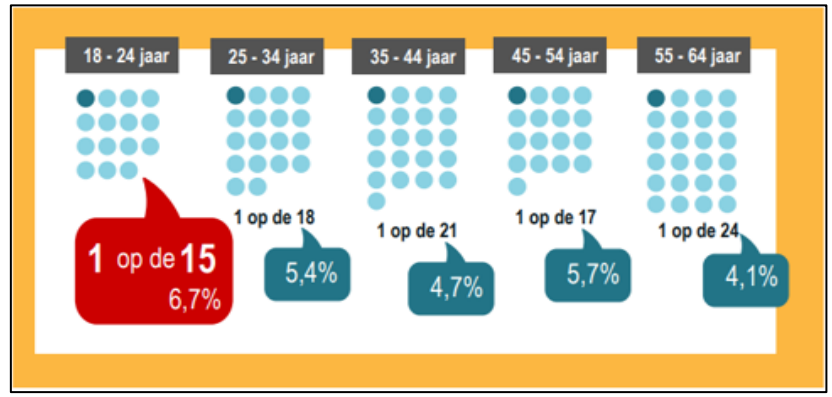 18 - 24 jaar
25 - 34 jaar
35 - 44 jaar
45 - 54 jaar
55 - 64 jaar
1 op de 15
6,7%
1 op de 18
5,4%
1 op de 21
4,7%
1 op de 17
5,7%
1 op de 24
4,1%